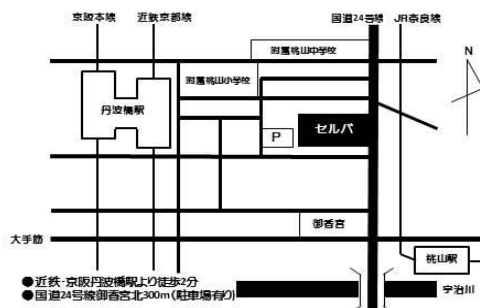 京阪本線 近鉄京都線 国道24号線 JR奈良線
附属桃山中学校
N
附属桃山小学校
丹波橋駅
P
セルバ
御香宮
大手筋
桃山駅
●近鉄・京阪丹波橋駅より徒歩2分
●国道24号線御香宮北300m(駐車場有り)
宇治川